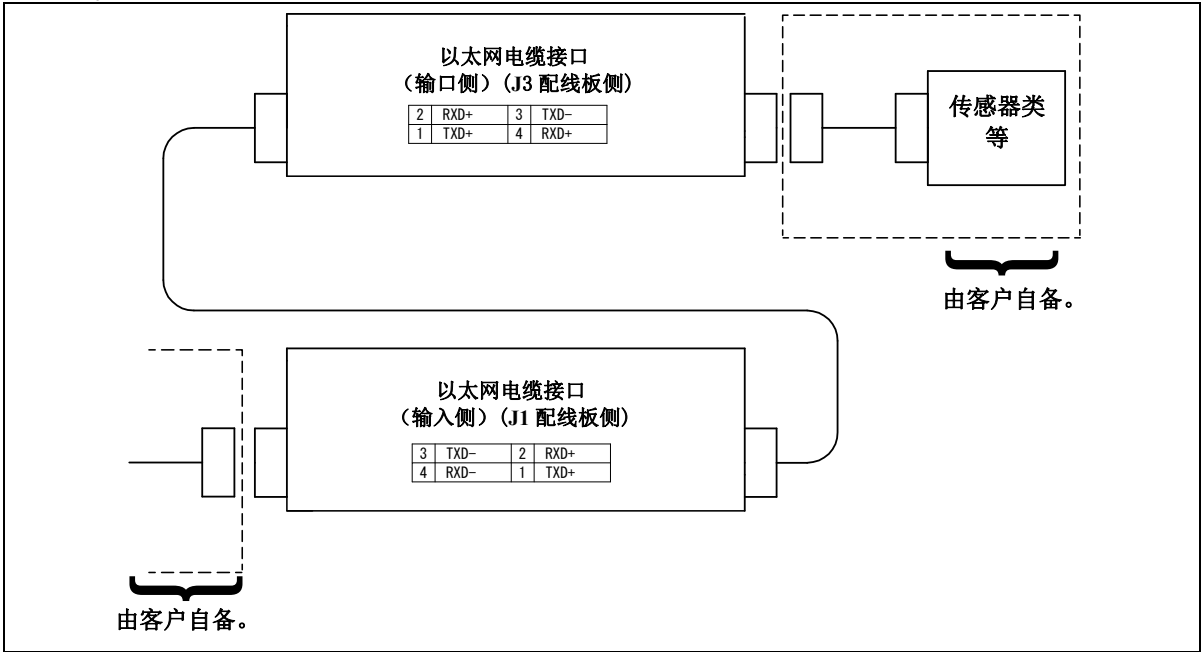 以太网电缆接口
（输口侧）(J3 配线板侧)
2 RXD+ 3 TXD-
1 TXD+ 4 RXD+
传感器类
等
由客户自备。
以太网电缆接口
（输入侧）(J1 配线板侧)
3 TXD- 2 RXD+
4 RXD- 1 TXD+
由客户自备。